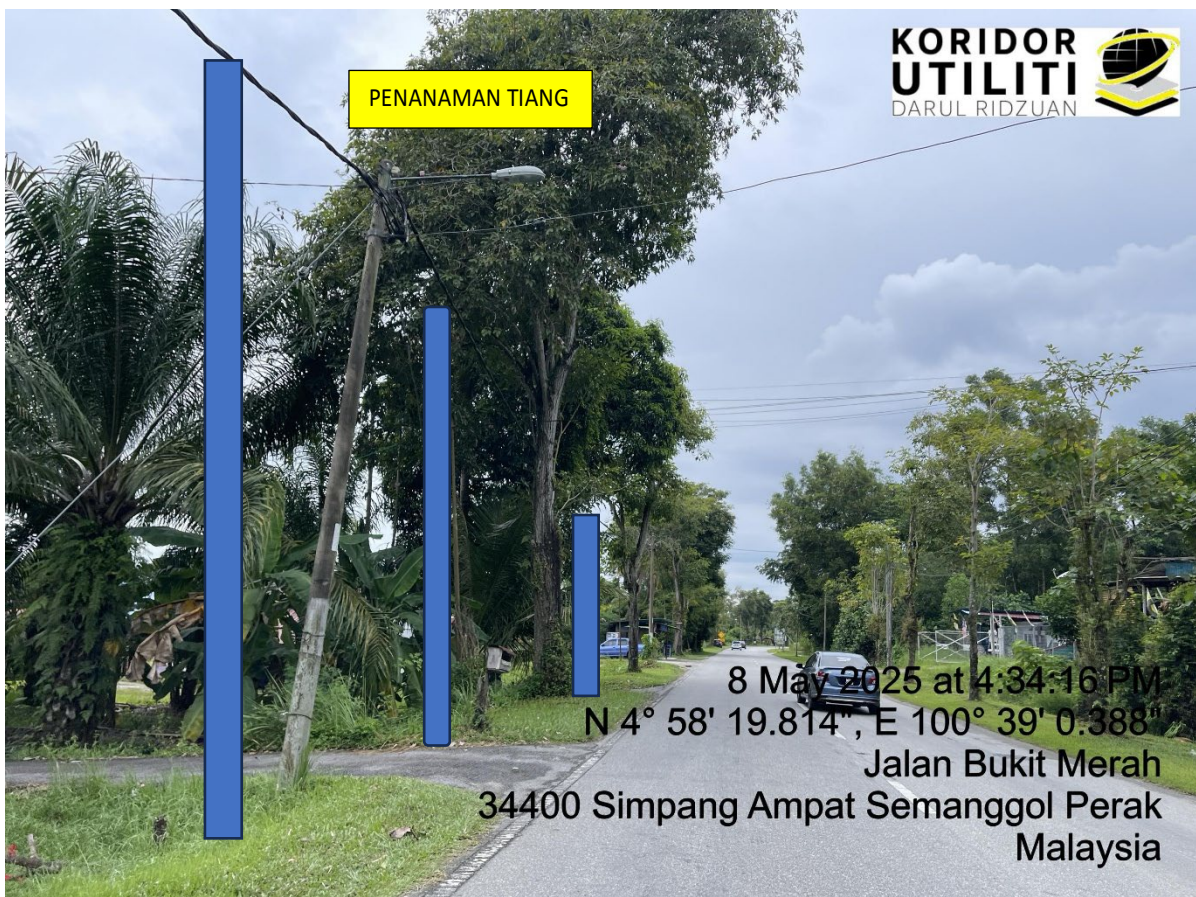 KORIDOR
UTILITI
DARUL RIDZUAN
PENANAMAN TIANG
8 May 2025 at 4:34:16 PM
N 4° 58' 19.814", E 100° 39' 0.388"
Jalan Bukit Merah
34400 Simpang Ampat Semanggol Perak
Malaysia